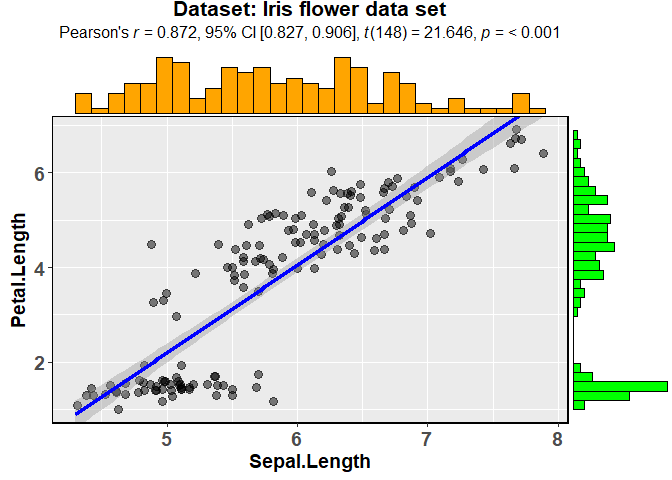 Dataset: Iris flower data set
Pearson's r = 0.872, 95% CI [0.827, 0.906], t(148) = 21.646, p = < 0.001
6
4
2
Petal.Length
5 6 7 8
Sepal.Length